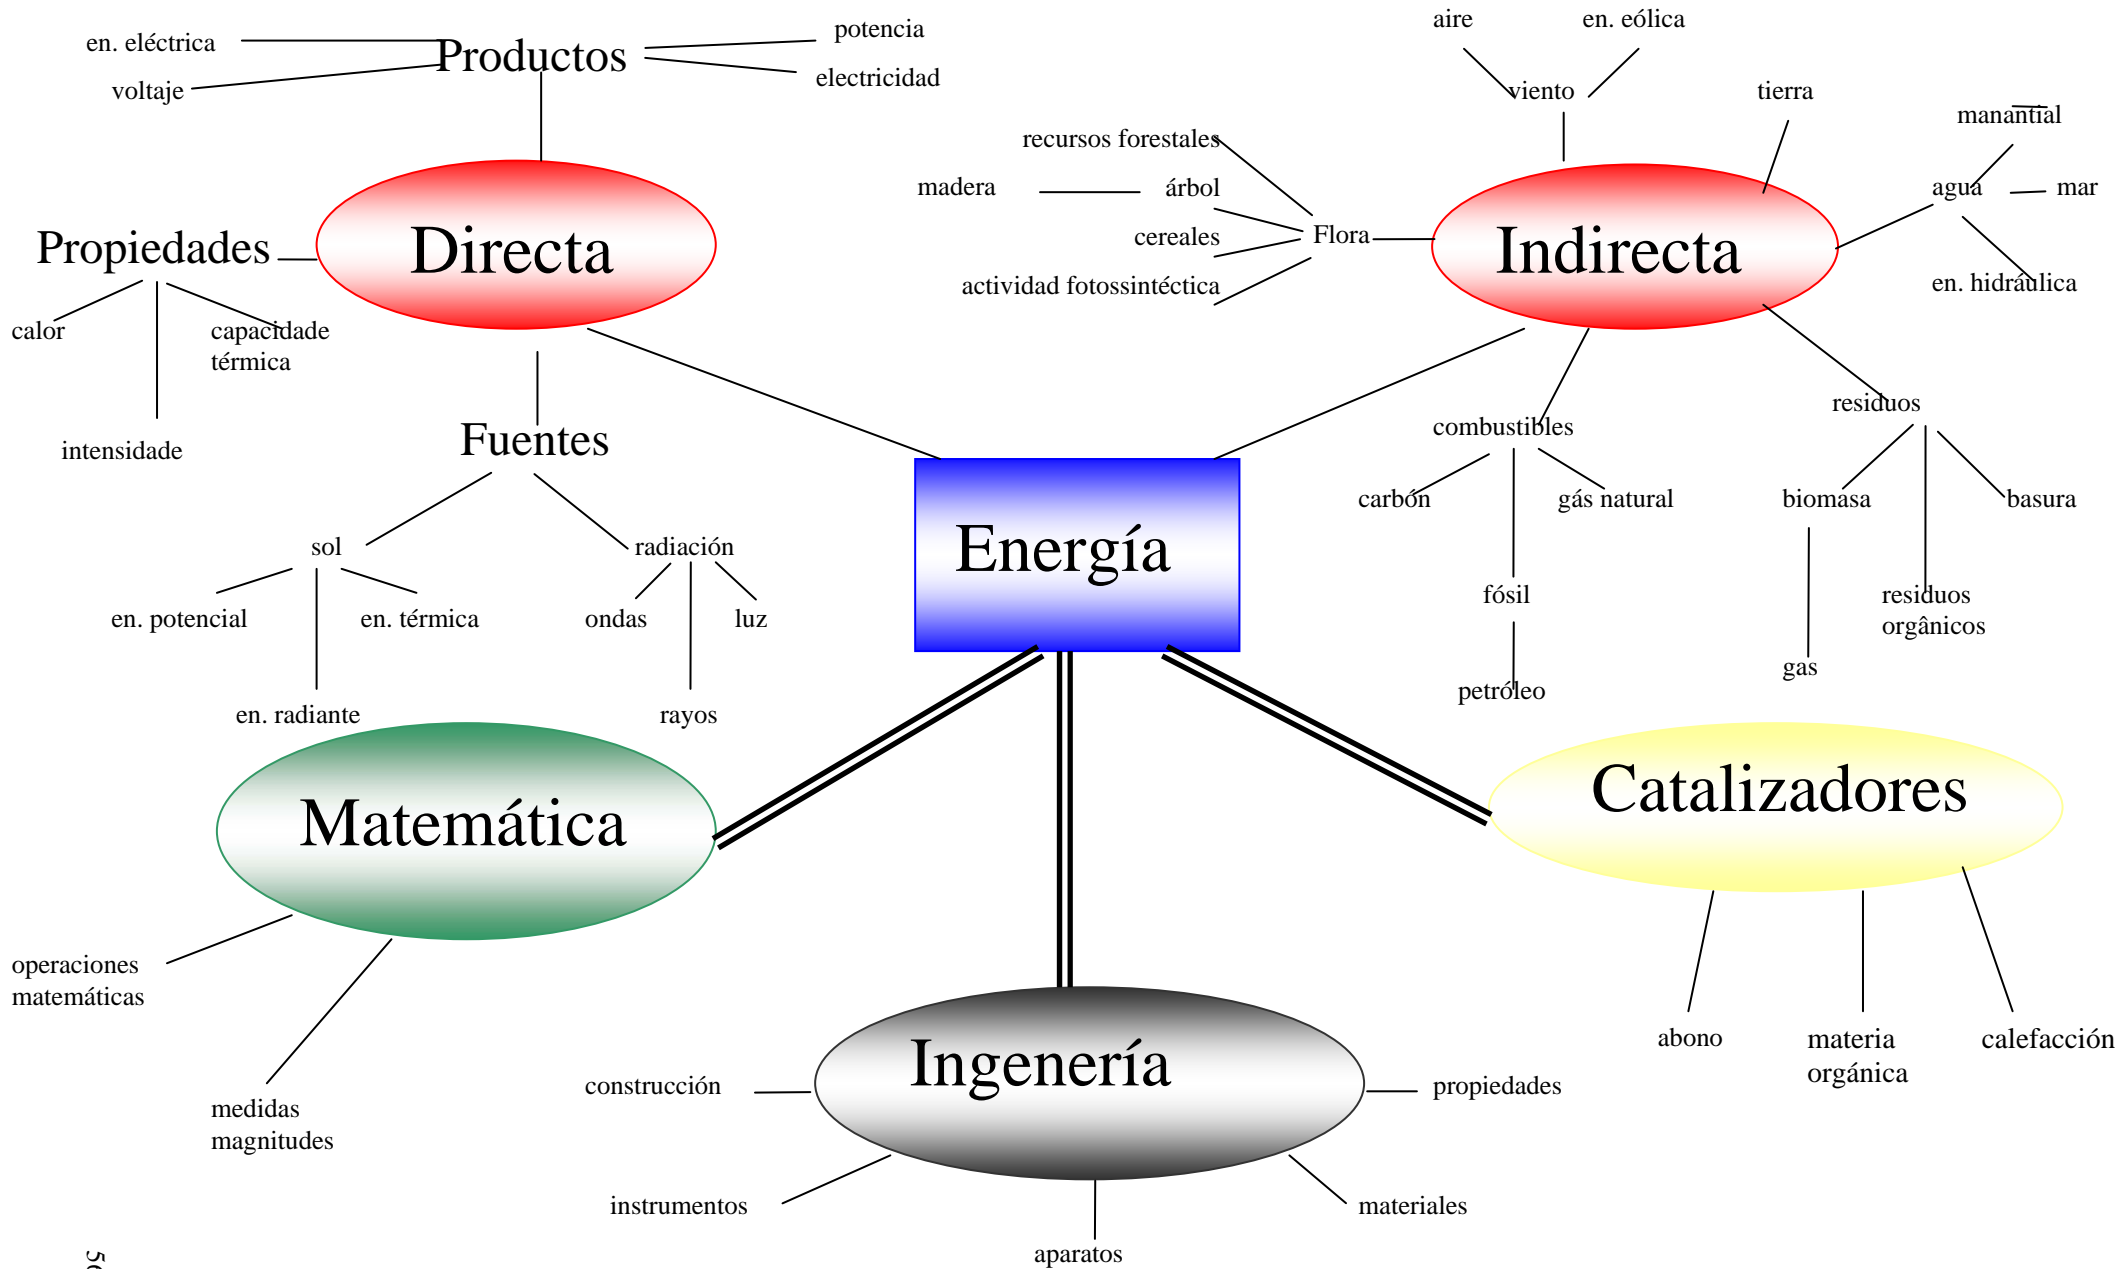 en. eléctrica
voltaje
Productos
potencia
electricidad
Propiedades
calor
capacidade
térmica
intensidade
Directa
Fuentes
sol
en. potencial
en. térmica
en. radiante
radiación
ondas
luz
rayos
aire
en. eólica
viento
tierra
manantial
agua
mar
en. hidráulica
recursos forestales
madera
árbol
cereales
actividad fotossintéctica
Flora
Indirecta
combustibles
carbón
gás natural
fósil
petróleo
residuos
biomasa
basura
residuos
orgânicos
gas
Energía
Matemática
operaciones
matemáticas
medidas
magnitudes
Catalizadores
abono
materia
orgánica
calefacción
Ingenería
construcción
propiedades
instrumentos
materiales
aparatos